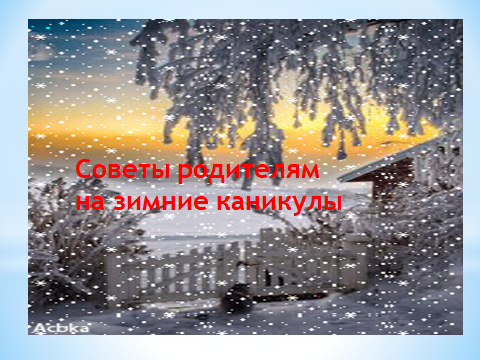 Советы родителям
на зимние каникулы
Acbka